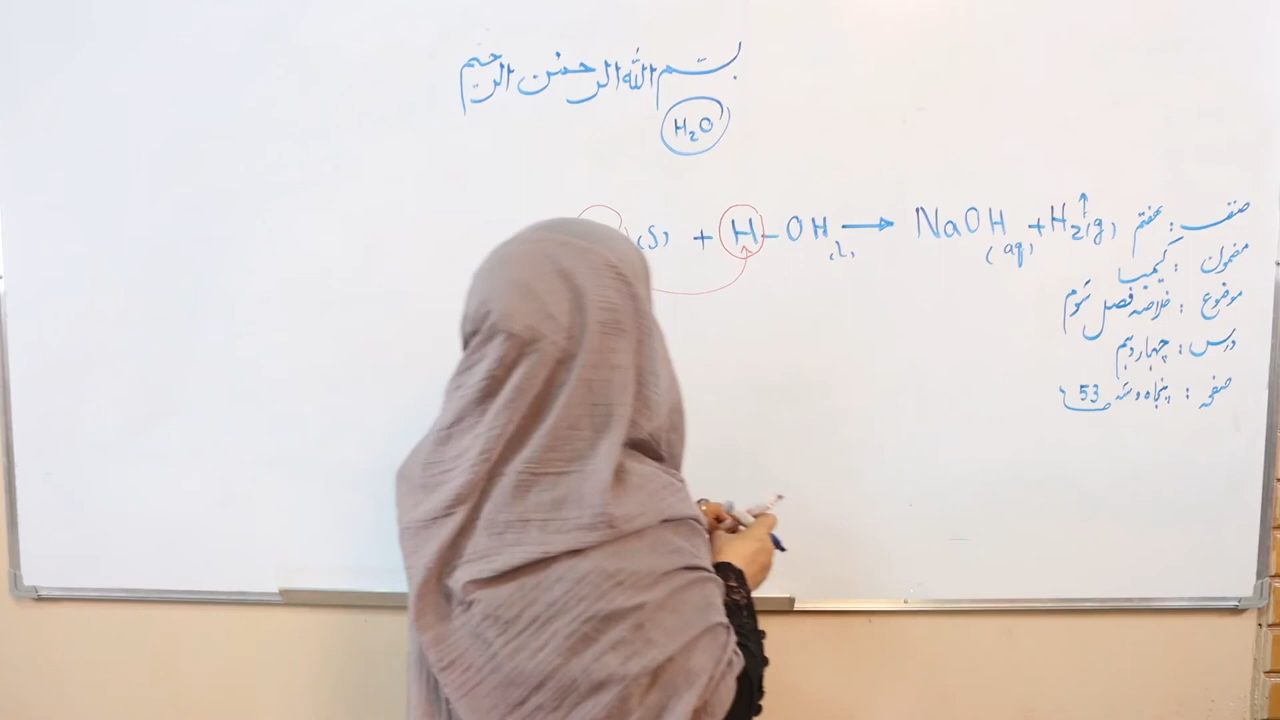 بسم الله الرحمن الرحیم
H₂O
(s) + H - OH (l) → NaOH (aq) + H₂(g) ↑
صنف : هفتم
مضمون : کیمیا
موضوع : خلاصه فصل سوم
درس : چهاردهم
صفحه : پنجاه و سه 53